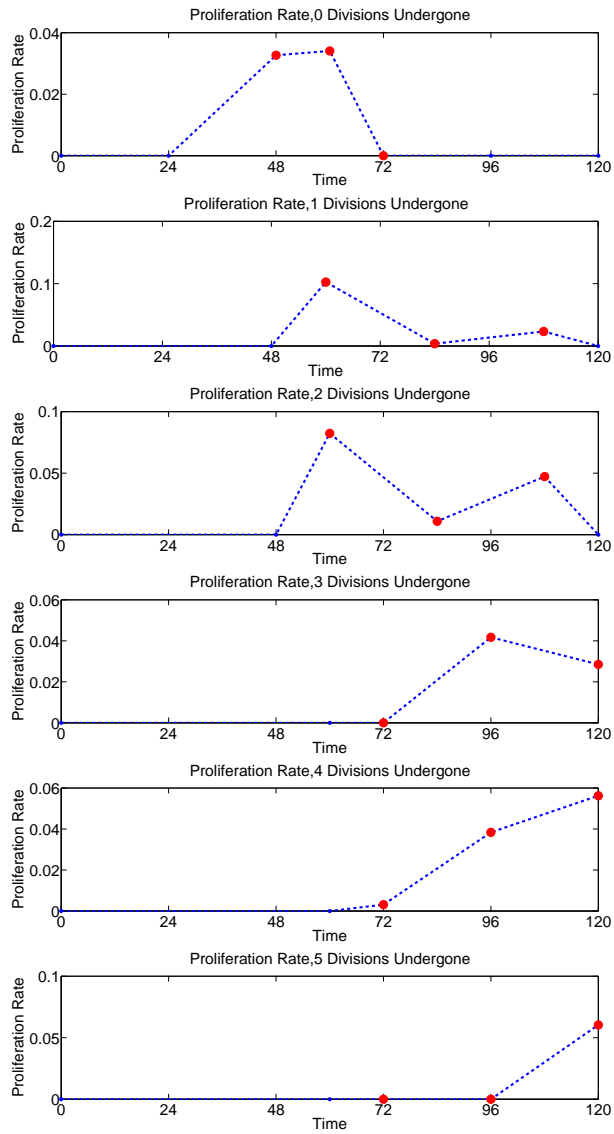 Proliferation Rate,0 Divisions Undergone
Proliferation Rate
0.04
0.02
0
0 24 48 72 96 120
Time
Proliferation Rate,1 Divisions Undergone
Proliferation Rate
0.2
0.1
0
0 24 48 72 96 120
Time
Proliferation Rate,2 Divisions Undergone
Proliferation Rate
0.1
0.05
0
0 24 48 72 96 120
Time
Proliferation Rate,3 Divisions Undergone
Proliferation Rate
0.06
0.04
0.02
0
0 24 48 72 96 120
Time
Proliferation Rate,4 Divisions Undergone
Proliferation Rate
0.06
0.04
0.02
0
0 24 48 72 96 120
Time
Proliferation Rate,5 Divisions Undergone
Proliferation Rate
0.1
0.05
0
0 24 48 72 96 120
Time